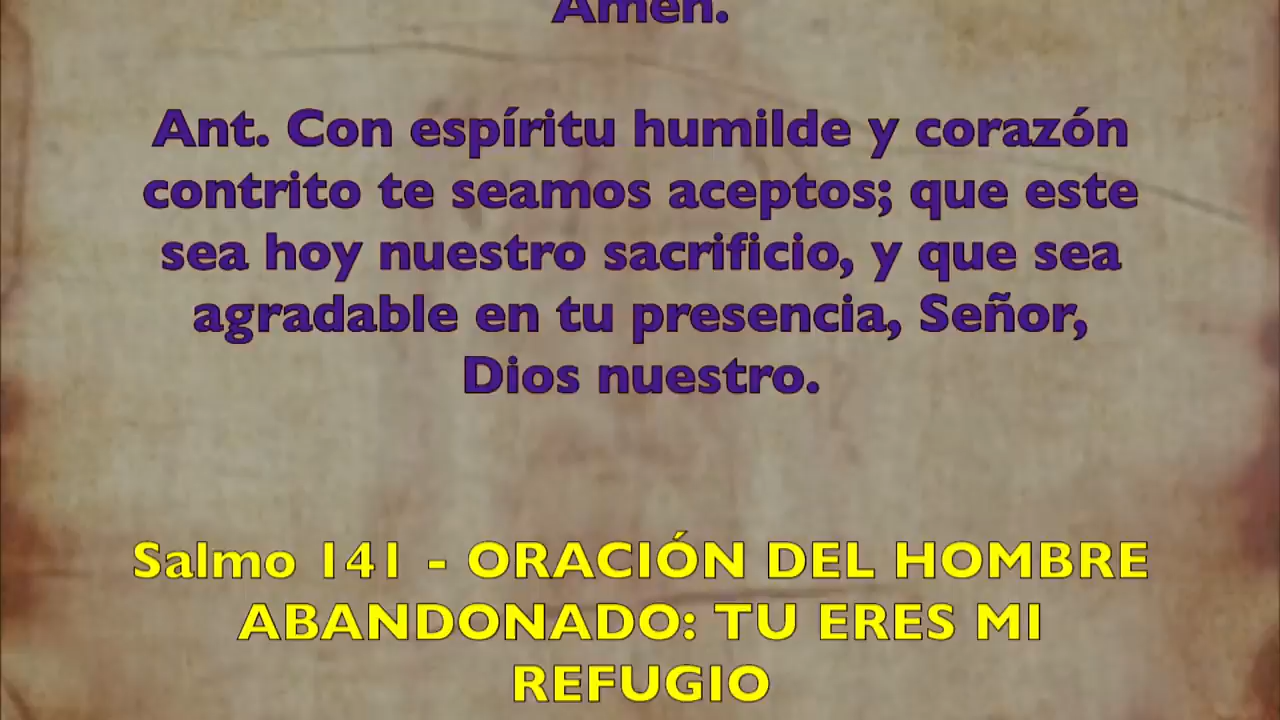 Amén.
Ant. Con espíritu humilde y corazón
contrito te seamos aceptos; que este
sea hoy nuestro sacrificio, y que sea
agradable en tu presencia, Señor,
Dios nuestro.
Salmo 141 - ORACIÓN DEL HOMBRE
ABANDONADO: TU ERES MI
REFUGIO